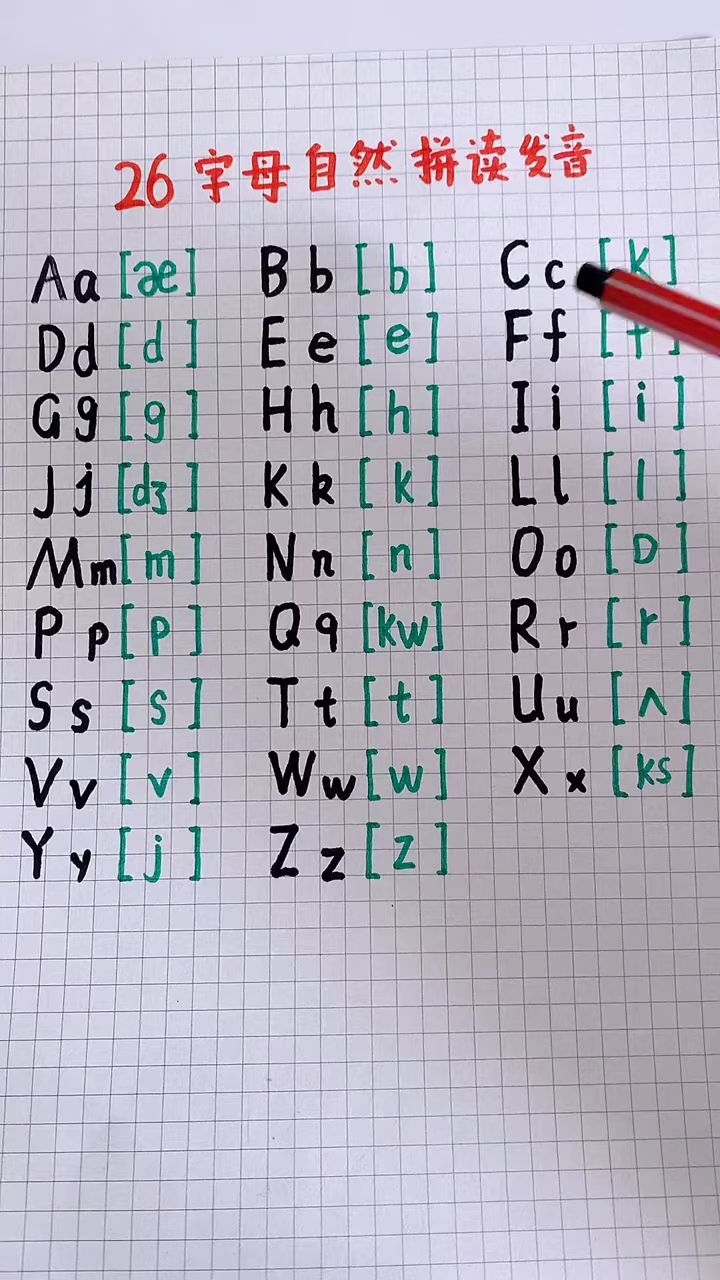 26字母自然拼读发音
Aa [æ] Bb [b] Cc [k]
Dd [d] Ee [e] Ff [f]
Gg [g] Hh [h] Ii [i]
Jj [dʒ] Kk [k] Ll [l]
Mm [m] Nn [n] Oo [ɒ]
Pp [p] Qq [kw] Rr [r]
Ss [s] Tt [t] Uu [ʌ]
Vv [v] Ww [w] Xx [ks]
Yy [j] Zz [z]